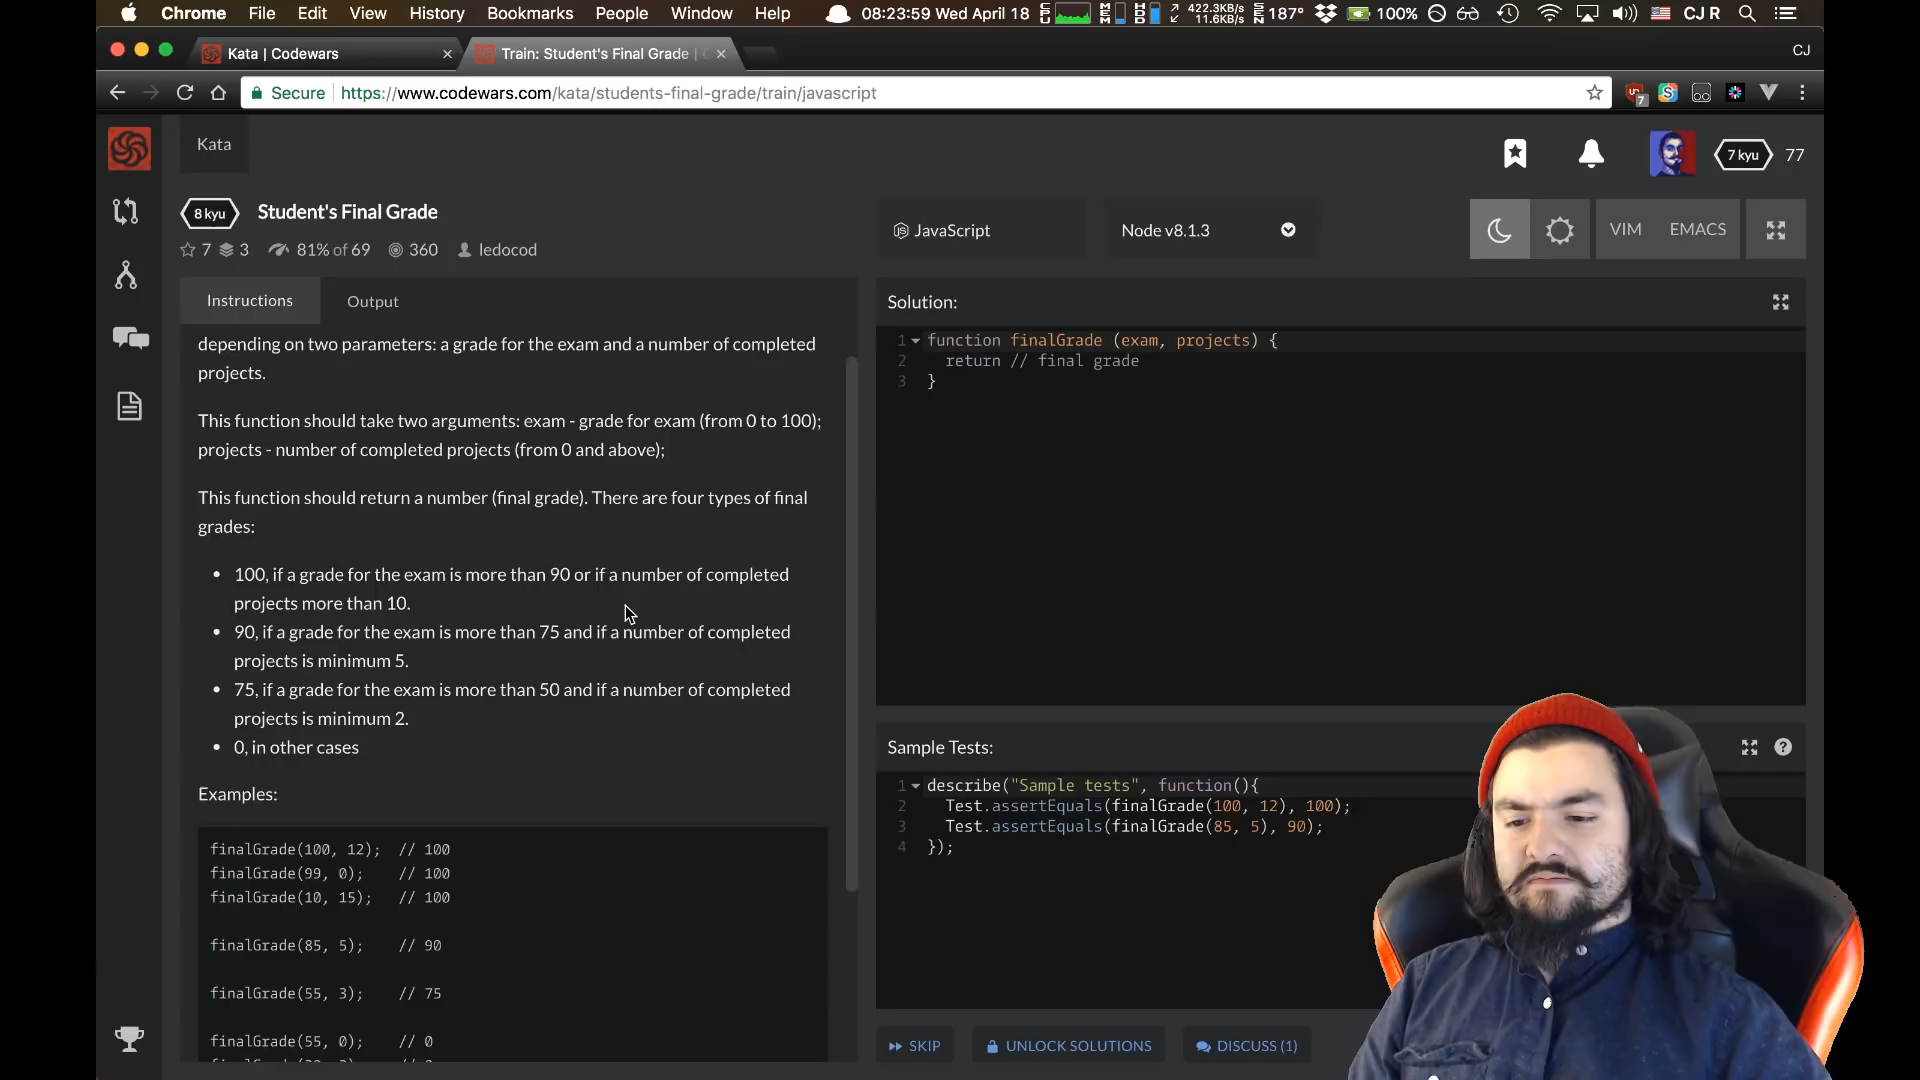 Chrome File Edit View History Bookmarks People Window Help 08:23:59 Wed April 18 422.3KB/s 11.6KB/s 187° 100% CJ R
Kata | Codewars Train: Student's Final Grade | CJ
Secure https://www.codewars.com/kata/students-final-grade/train/javascript 7
Kata
7 kyu 77
8 kyu Student's Final Grade
7 3 81% of 69 360 ledocod
JavaScript Node v8.1.3 VIM EMACS
Instructions Output
depending on two parameters: a grade for the exam and a number of completed
projects.
This function should take two arguments: exam - grade for exam (from 0 to 100);
projects - number of completed projects (from 0 and above);
This function should return a number (final grade). There are four types of final
grades:
• 100, if a grade for the exam is more than 90 or if a number of completed
projects more than 10.
• 90, if a grade for the exam is more than 75 and if a number of completed
projects is minimum 5.
• 75, if a grade for the exam is more than 50 and if a number of completed
projects is minimum 2.
• 0, in other cases
Examples:
finalGrade(100, 12); // 100
finalGrade(99, 0); // 100
finalGrade(10, 15); // 100
finalGrade(85, 5); // 90
finalGrade(55, 3); // 75
finalGrade(55, 0); // 0
Solution:
1 function finalGrade (exam, projects) {
2 return // final grade
3 }
Sample Tests:
1 describe("Sample tests", function(){
2 Test.assertEquals(finalGrade(100, 12), 100);
3 Test.assertEquals(finalGrade(85, 5), 90);
4 });
SKIP UNLOCK SOLUTIONS DISCUSS (1)